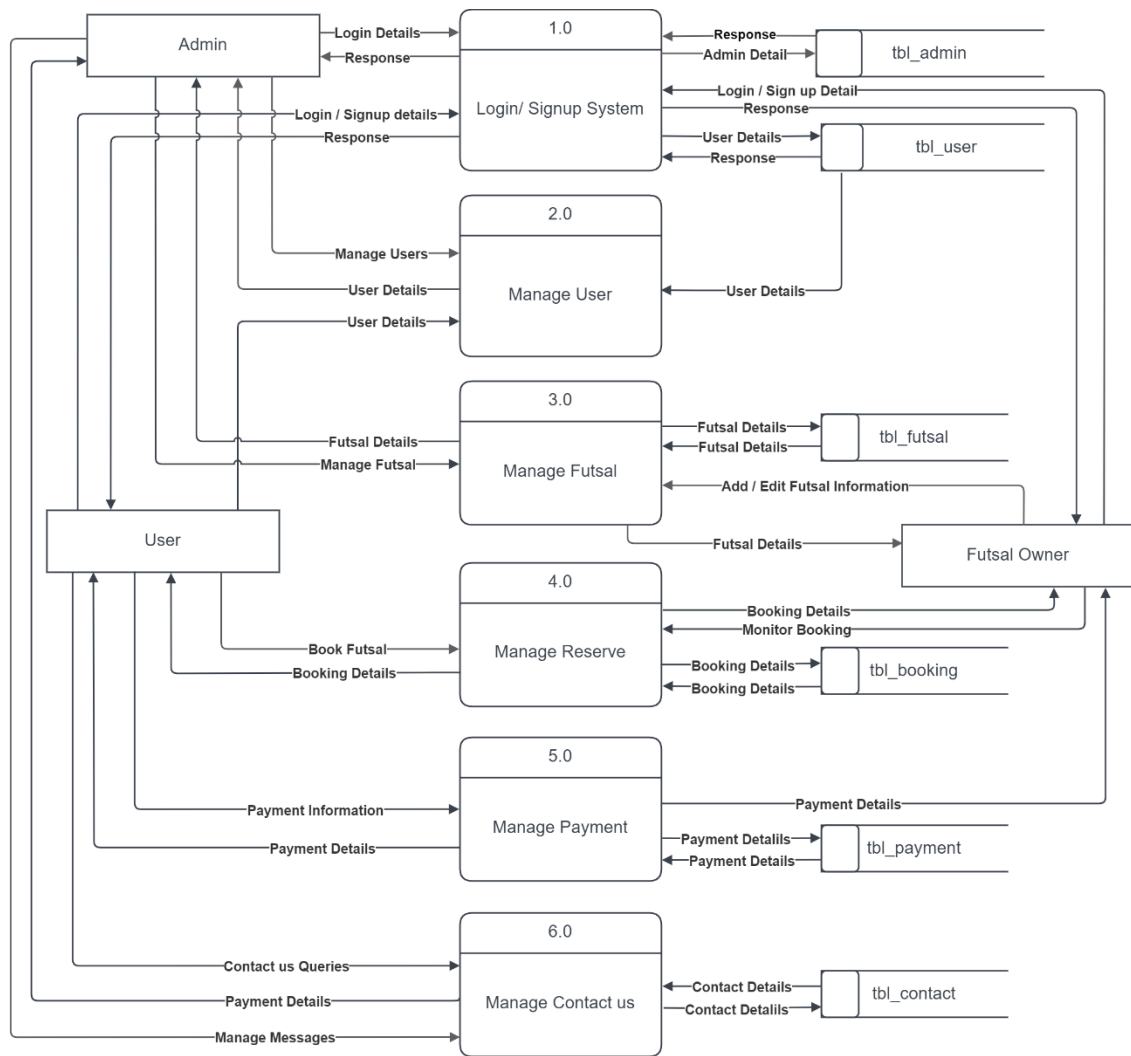 Admin
Login Details
Response
1.0
Login/ Signup System
Response
Admin Detail
tbl_admin
Login / Sign up Detail
Response
Login / Signup details
Response
User Details
Response
tbl_user
2.0
Manage User
Manage Users
User Details
User Details
User Details
3.0
Manage Futsal
Futsal Details
Manage Futsal
Futsal Details
Futsal Details
tbl_futsal
Add / Edit Futsal Information
Futsal Details
User
Futsal Owner
4.0
Manage Reserve
Booking Details
Monitor Booking
Book Futsal
Booking Details
Booking Details
Booking Details
tbl_booking
5.0
Manage Payment
Payment Information
Payment Details
Payment Details
Payment Detalils
Payment Details
tbl_payment
6.0
Manage Contact us
Contact us Queries
Payment Details
Manage Messages
Contact Details
Contact Detalils
tbl_contact